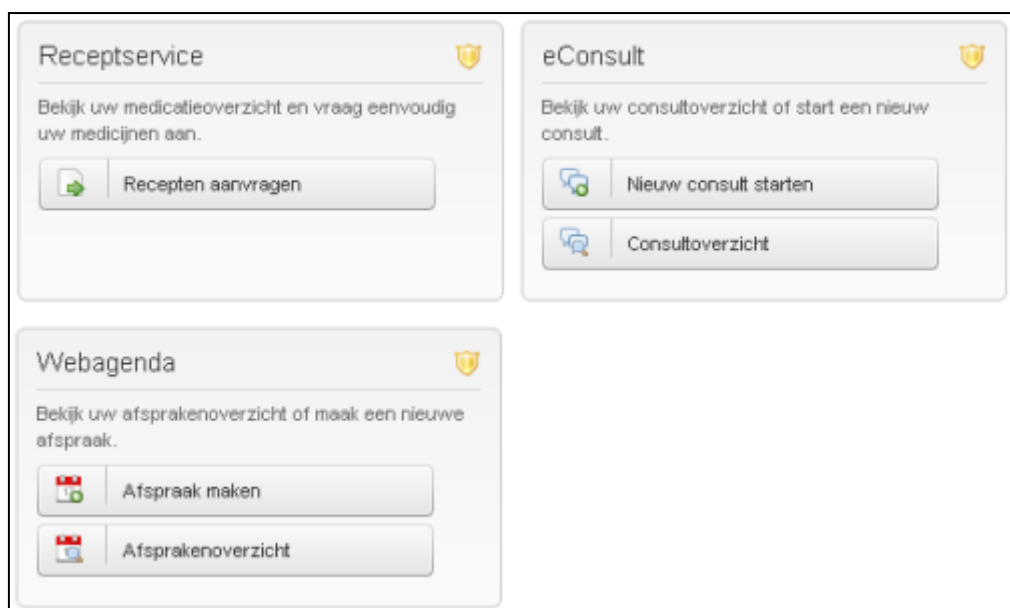 Receptservice
Bekijk uw medicatieoverzicht en vraag eenvoudig
uw medicijnen aan.
Recepten aanvragen
eConsult
Bekijk uw consultoverzicht of start een nieuw
consult.
Nieuw consult starten
Consultoverzicht
Webagenda
Bekijk uw afsprakenoverzicht of maak een nieuwe
afspraak.
Afspraak maken
Afsprakenoverzicht